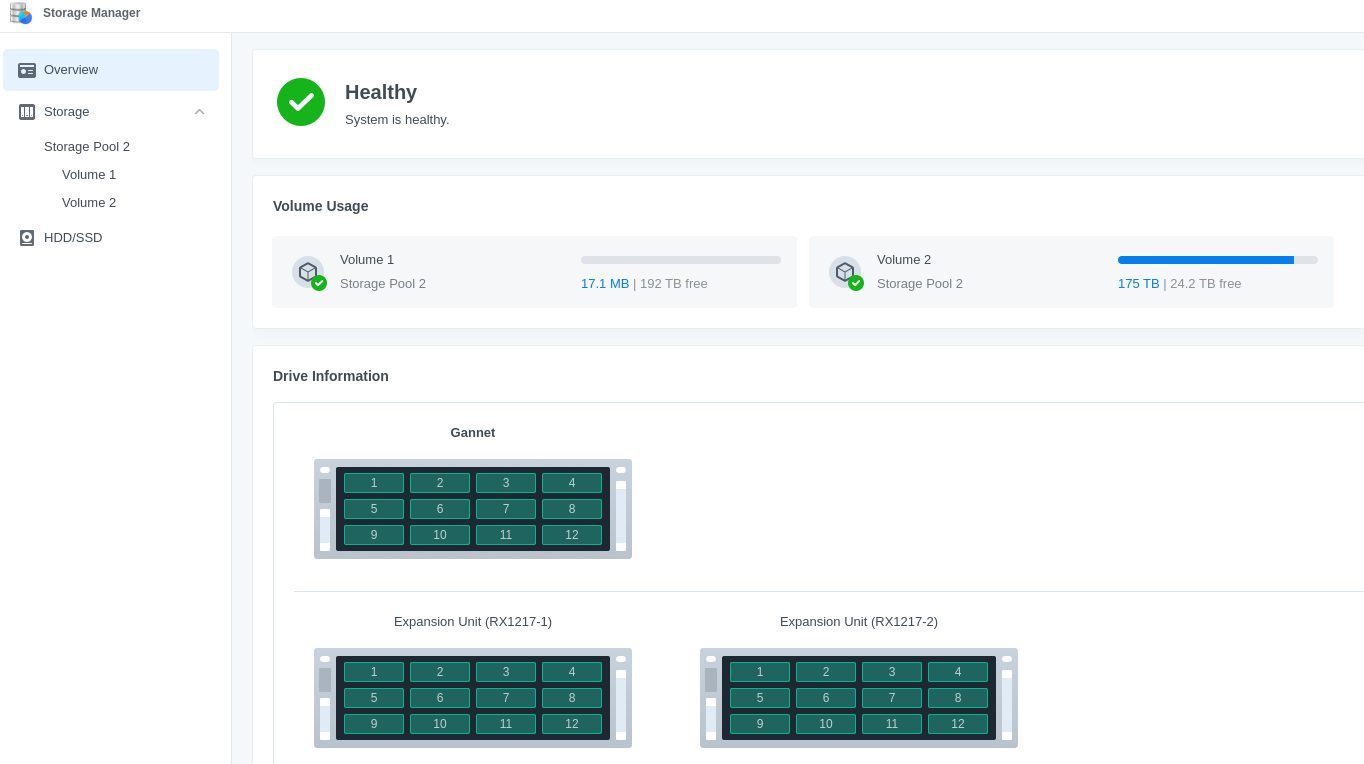 Storage Manager
Overview
Storage
Storage Pool 2
Volume 1
Volume 2
HDD/SSD
Healthy
System is healthy.
Volume Usage
Volume 1
Storage Pool 2
17.1 MB | 192 TB free
Volume 2
Storage Pool 2
175 TB | 24.2 TB free
Drive Information
Gannet
1 2 3 4
5 6 7 8
9 10 11 12
Expansion Unit (RX1217-1)
1 2 3 4
5 6 7 8
9 10 11 12
Expansion Unit (RX1217-2)
1 2 3 4
5 6 7 8
9 10 11 12